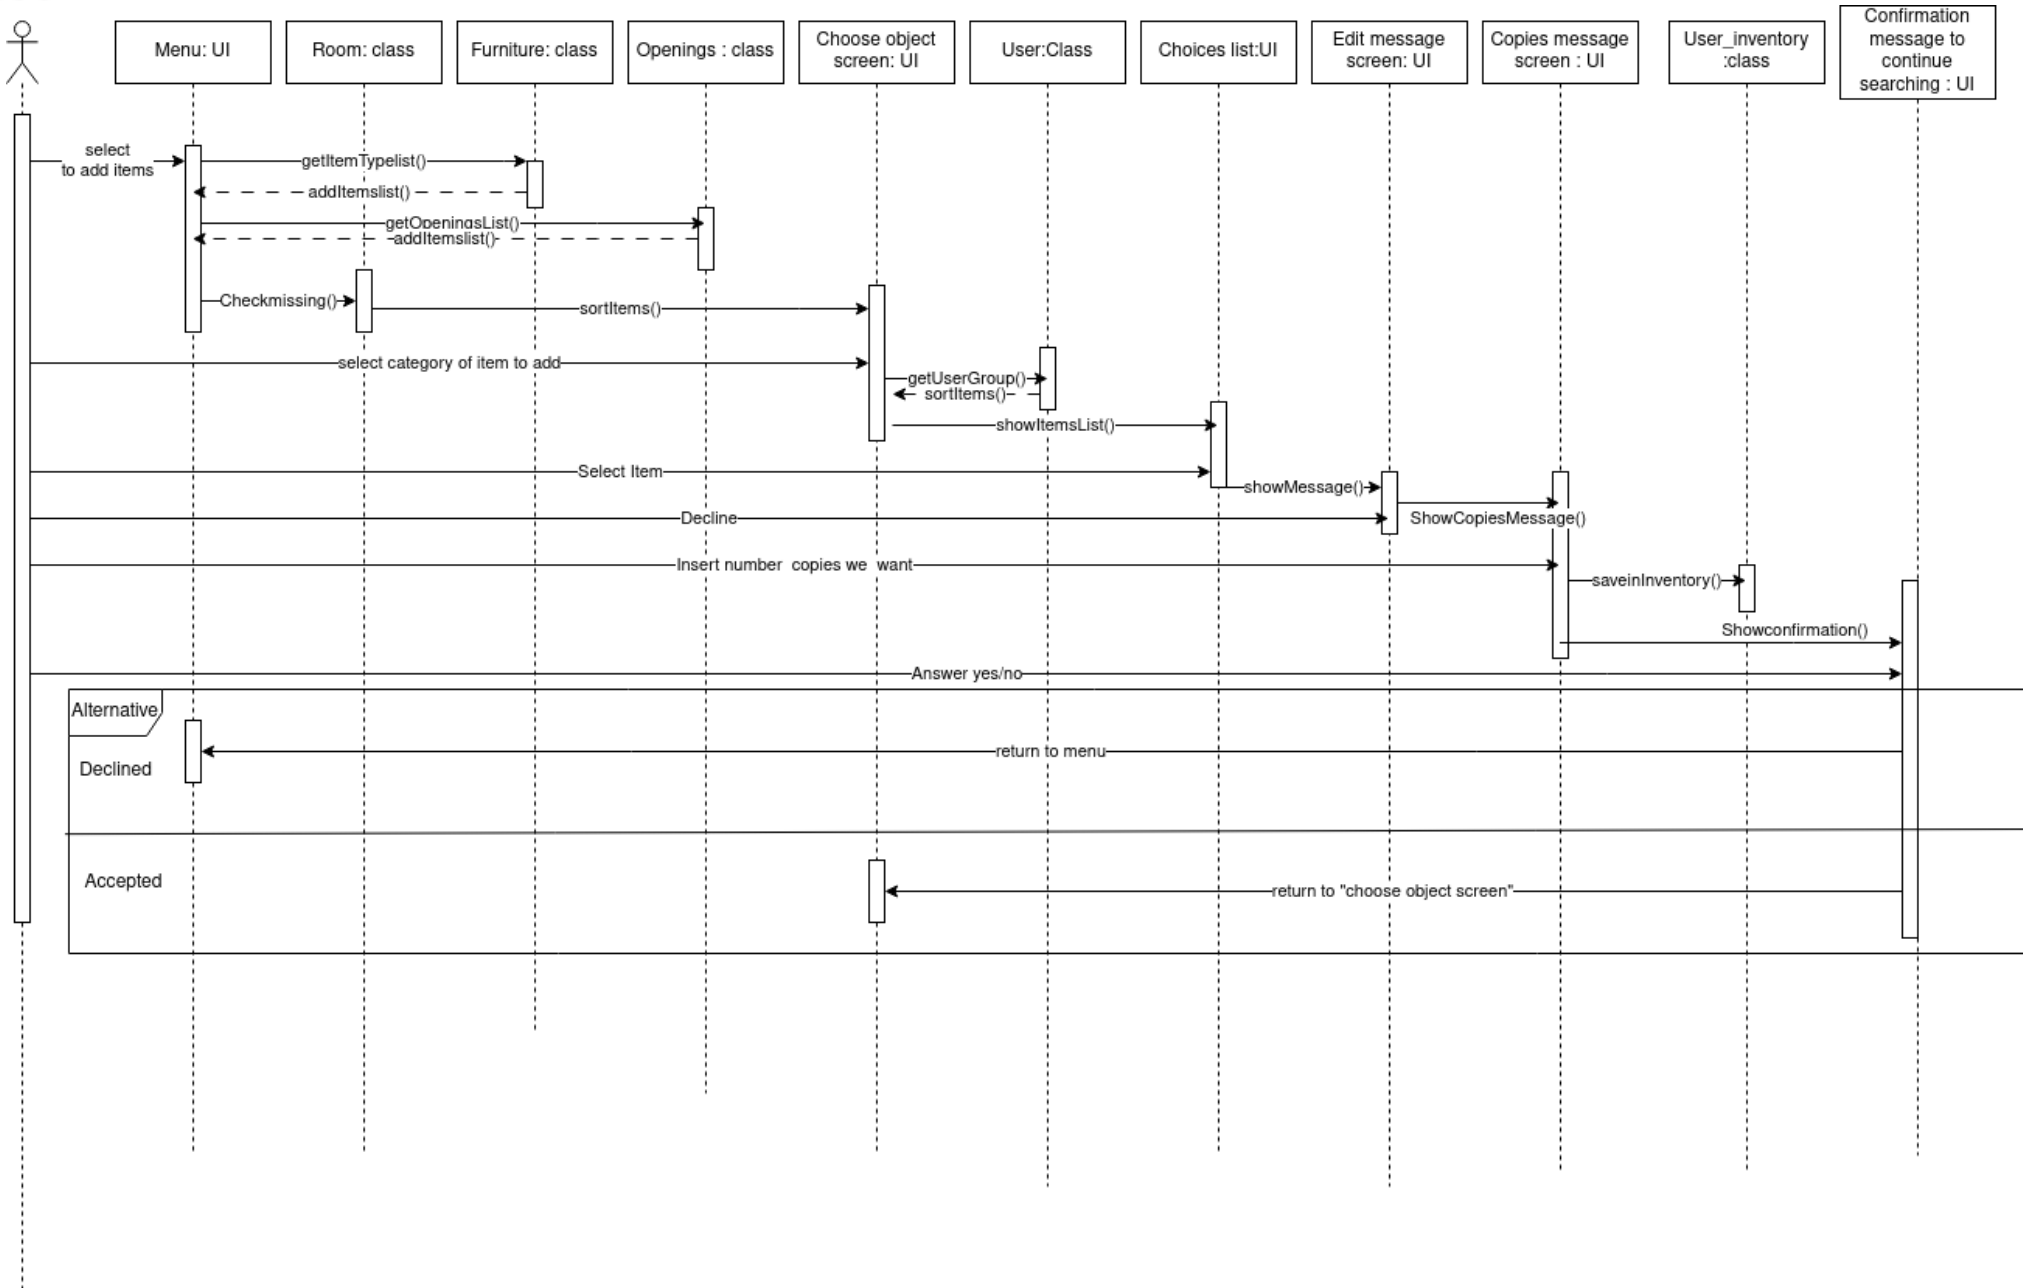 Menu: UI
Room: class
Furniture: class
Openings : class
Choose object
screen: UI
User:Class
Choices list:UI
Edit message
screen: UI
Copies message
screen : UI
User_inventory
:class
Confirmation
message to
continue
searching : UI
select
to add items
getItemTypelist()
addItemslist()
getOpeningsList()
addItemslist()
Checkmissing()
sortItems()
select category of item to add
getUserGroup()
sortItems()
showItemsList()
Select Item
showMessage()
Decline
ShowCopiesMessage()
Insert number copies we want
saveinInventory()
Showconfirmation()
Answer yes/no
Alternative
return to menu
Declined
Accepted
return to "choose object screen"